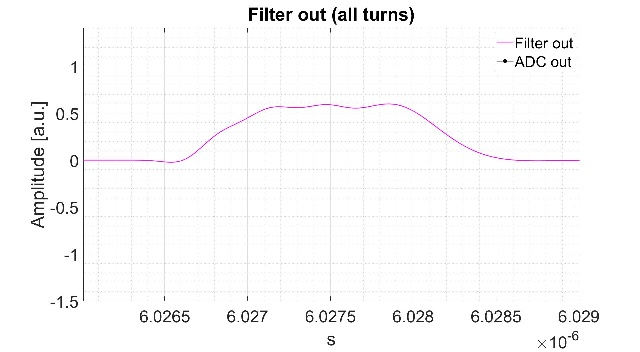 Filter out (all turns)
Filter out
ADC out
Amplitude [a.u.]
1
0.5
0
-0.5
-1
-1.5
6.0265 6.027 6.0275 6.028 6.0285 6.029
s
×10-6